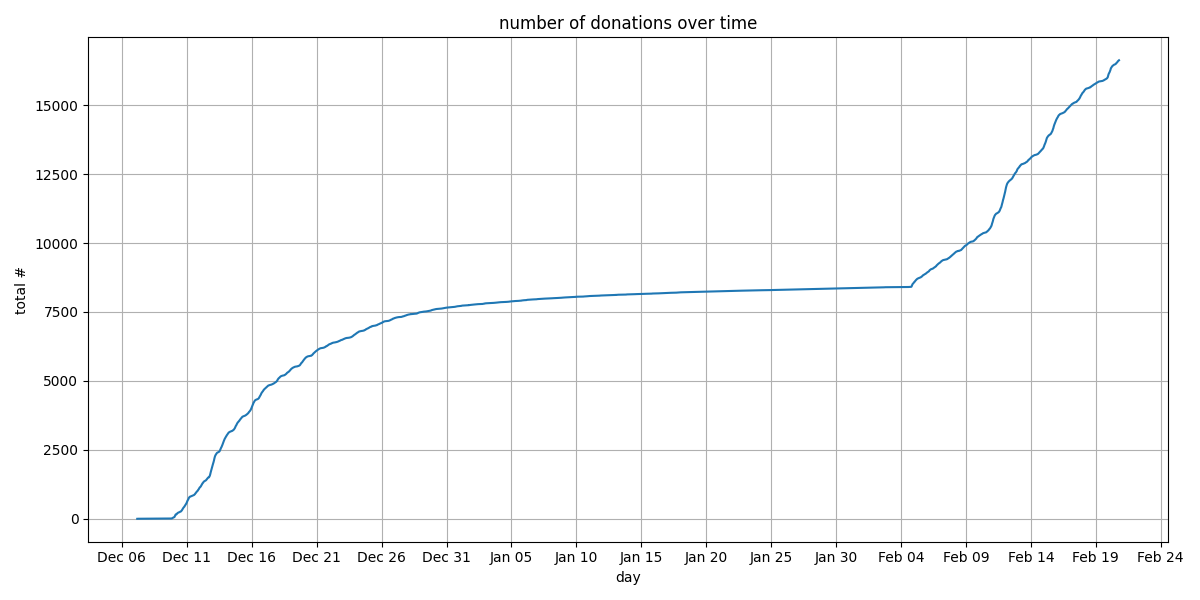 number of donations over time
total #
15000
12500
10000
7500
5000
2500
0
Dec 06 Dec 11 Dec 16 Dec 21 Dec 26 Dec 31 Jan 05 Jan 10 Jan 15 Jan 20 Jan 25 Jan 30 Feb 04 Feb 09 Feb 14 Feb 19 Feb 24
day